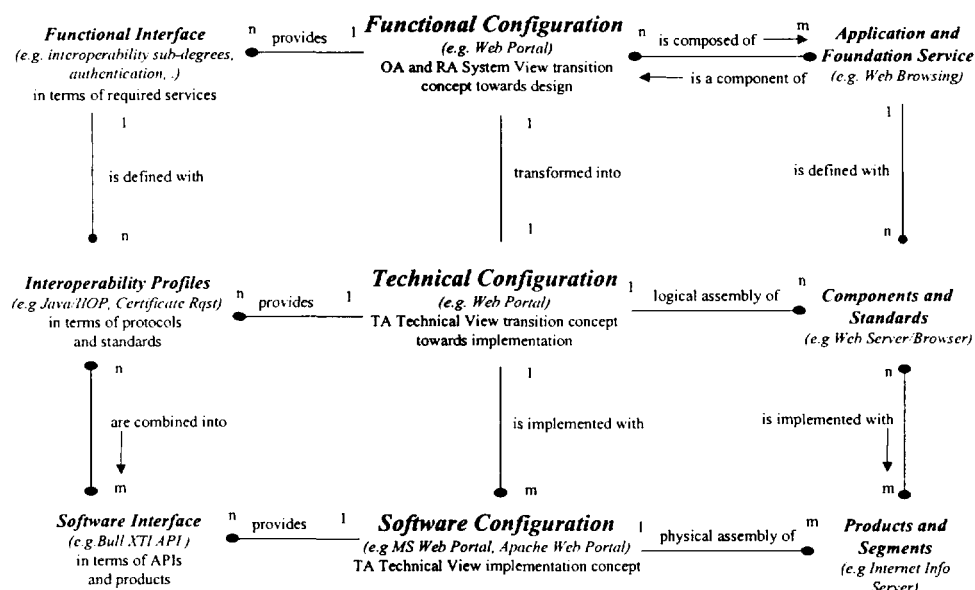 Functional Interface
(e.g. interoperability sub-degrees,
authentication, .)
in terms of required services
n provides 1
Functional Configuration
(e.g. Web Portal)
OA and RA System View transition
concept towards design
n is composed of m
is a component of
Application and
Foundation Service
(e.g. Web Browsing)
1
1
1
is defined with
transformed into
is defined with
n
1
n
Interoperability Profiles
(e.g Java/IIOP, Certificate Rqst)
in terms of protocols
and standards
n provides 1
Technical Configuration
(e.g. Web Portal)
TA Technical View transition concept
towards implementation
1 logical assembly of n
Components and
Standards
(e.g Web Server/Browser)
n
1
n
are combined into
is implemented with
is implemented with
m
m
m
Software Interface
(e.g.Bull XTI API )
in terms of APIs
and products
n provides 1
Software Configuration
(e.g MS Web Portal, Apache Web Portal)
TA Technical View implementation concept
1 physical assembly of m
Products and
Segments
(e.g Internet Info
Server)